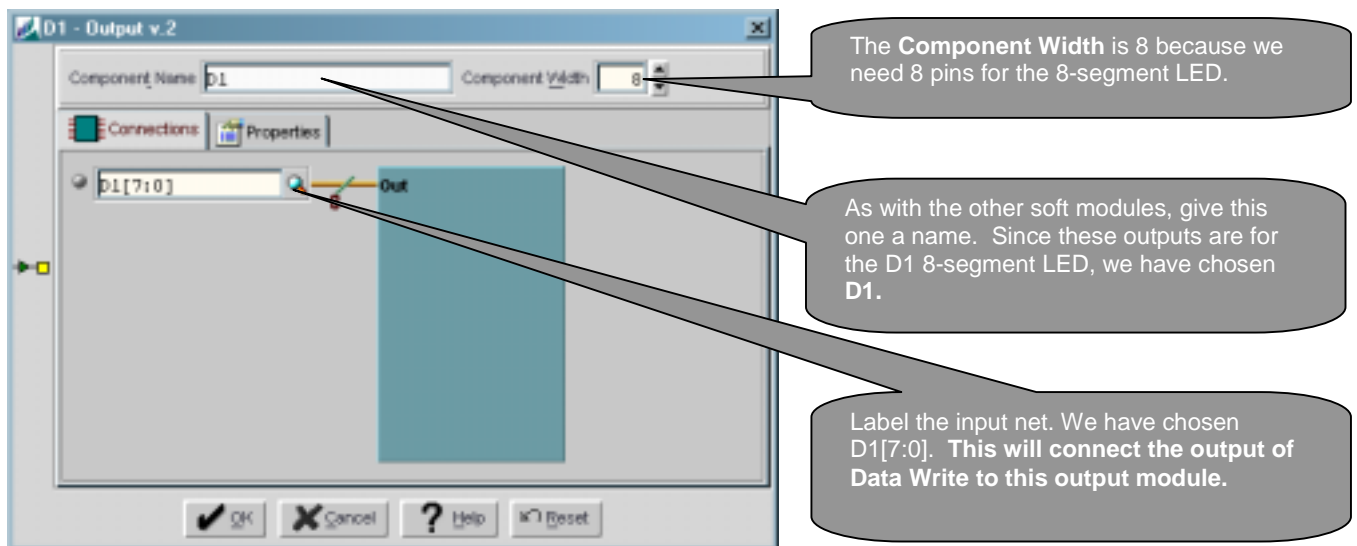 D1 - Output v.2
Component Name D1 Component Width 8
Connections Properties
D1[7:0] 8 Out
OK Cancel Help Reset
The Component Width is 8 because we
need 8 pins for the 8-segment LED.
As with the other soft modules, give this
one a name. Since these outputs are for
the D1 8-segment LED, we have chosen
D1.
Label the input net. We have chosen
D1[7:0]. This will connect the output of
Data Write to this output module.